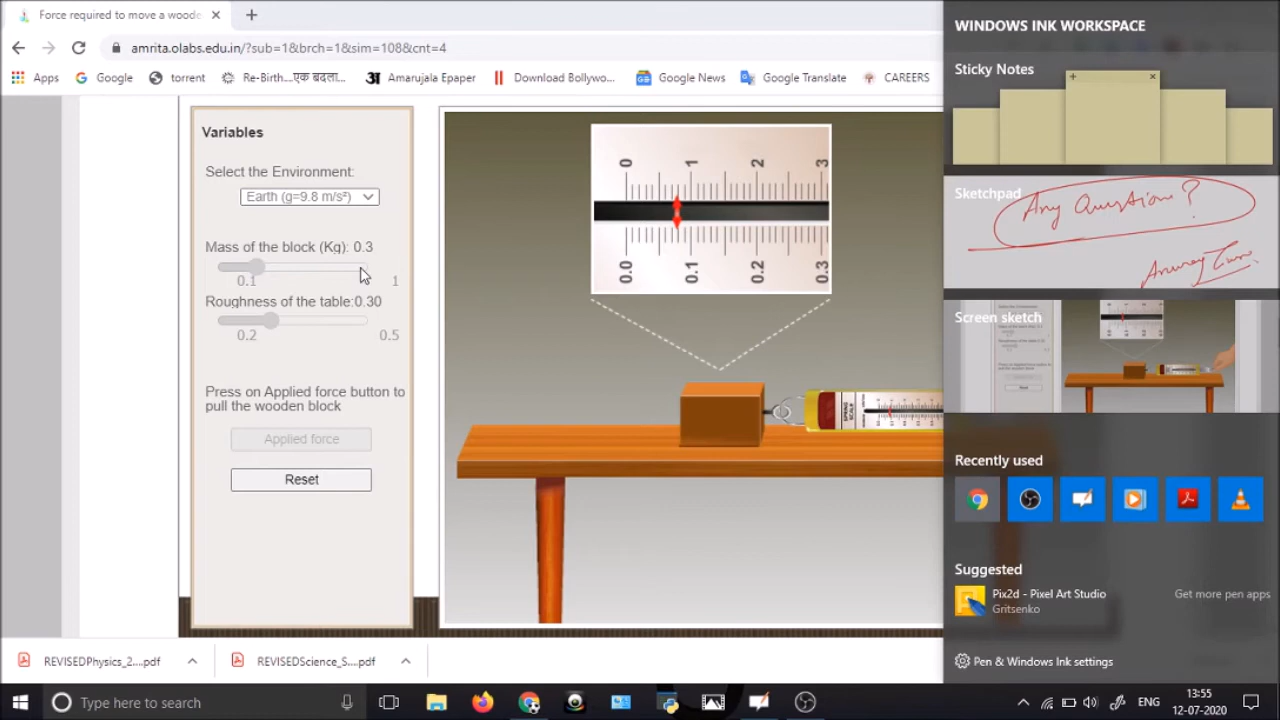 Force required to move a woode
amrita.olabs.edu.in/?sub=1&brch=1&sim=108&cnt=4
Apps
Google
torrent
Re-Birth...एक बदला...
Amarujala Epaper
Download Bollywo...
Google News
Google Translate
CAREERS
Variables
Select the Environment:
Earth (g=9.8 m/s²)
Mass of the block (Kg): 0.3
0.1 1
Roughness of the table:0.30
0.2 0.5
Press on Applied force button to
pull the wooden block
Applied force
Reset
0 1 2 3
0.0 0.1 0.2 0.3
SPRING
SCALE
WINDOWS INK WORKSPACE
Sticky Notes
Sketchpad
Any Question?
Screen sketch
Recently used
Suggested
Pix2d - Pixel Art Studio
Gritsenko
Get more pen apps
Pen & Windows Ink settings
REVISEDPhysics_2....pdf
REVISEDScience_S....pdf
Type here to search
ENG
13:55
12-07-2020